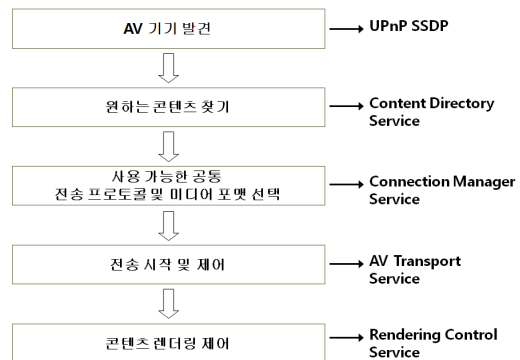 AV 기기 발견
UPnP SSDP
원하는 콘텐츠 찾기
Content Directory
Service
사용 가능한 공통
전송 프로토콜 및 미디어 포맷 선택
Connection Manager
Service
전송 시작 및 제어
AV Transport
Service
콘텐츠 렌더링 제어
Rendering Control
Service